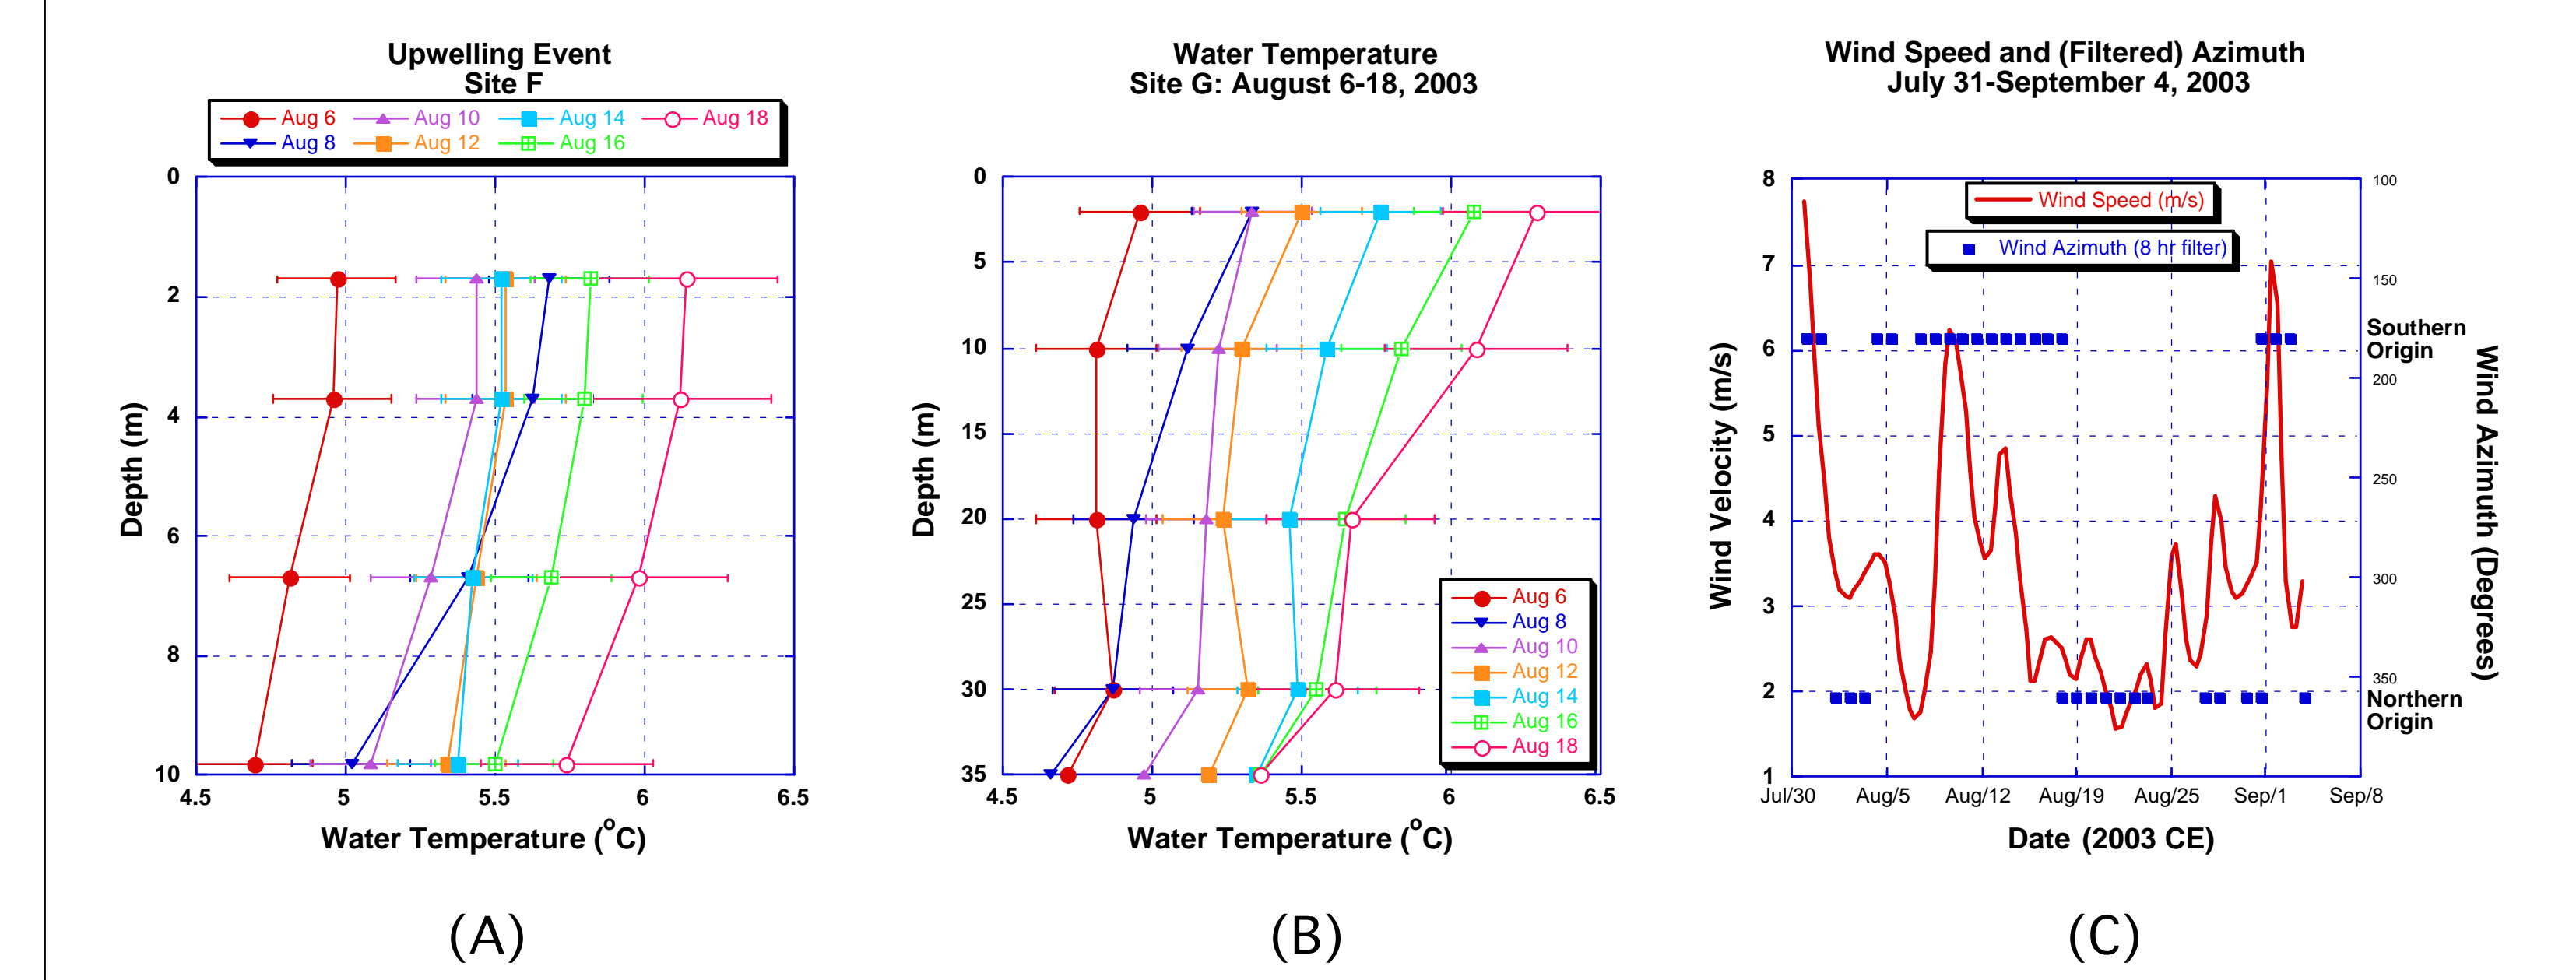 Upwelling Event
Site F
Aug 6 Aug 10 Aug 14 Aug 18
Aug 8 Aug 12 Aug 16
0
2
4
6
8
10
Depth (m)
4.5 5 5.5 6 6.5
Water Temperature (°C)
(A)
Water Temperature
Site G: August 6-18, 2003
0
5
10
15
20
25
30
35
Depth (m)
Aug 6
Aug 8
Aug 10
Aug 12
Aug 14
Aug 16
Aug 18
4.5 5 5.5 6 6.5
Water Temperature (°C)
(B)
Wind Speed and (Filtered) Azimuth
July 31-September 4, 2003
Wind Speed (m/s)
Wind Azimuth (8 hr filter)
8
7
6
5
4
3
2
1
Wind Velocity (m/s)
100
150
200
250
300
350
Southern
Origin
Northern
Origin
Wind Azimuth (Degrees)
Jul/30 Aug/5 Aug/12 Aug/19 Aug/25 Sep/1 Sep/8
Date (2003 CE)
(C)